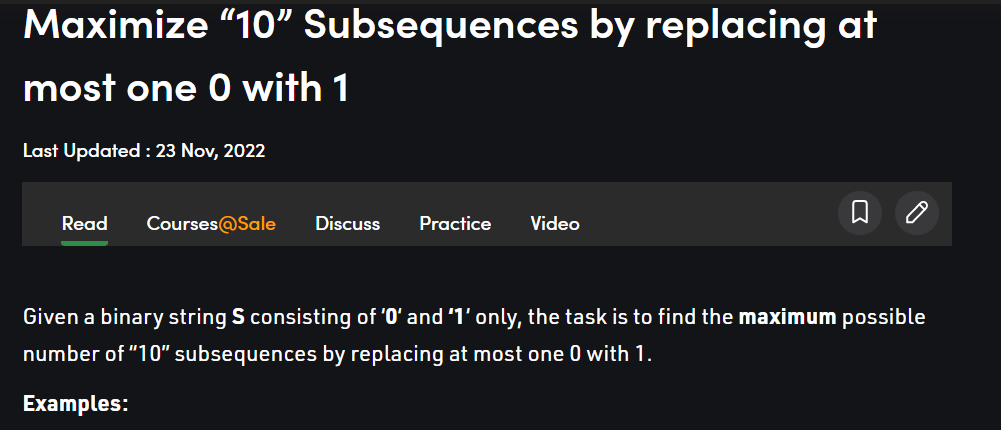 Maximize “10” Subsequences by replacing at
most one 0 with 1
Last Updated : 23 Nov, 2022
Read Courses@Sale Discuss Practice Video
Given a binary string S consisting of ‘0‘ and ‘1’ only, the task is to find the maximum possible
number of “10” subsequences by replacing at most one 0 with 1.
Examples: